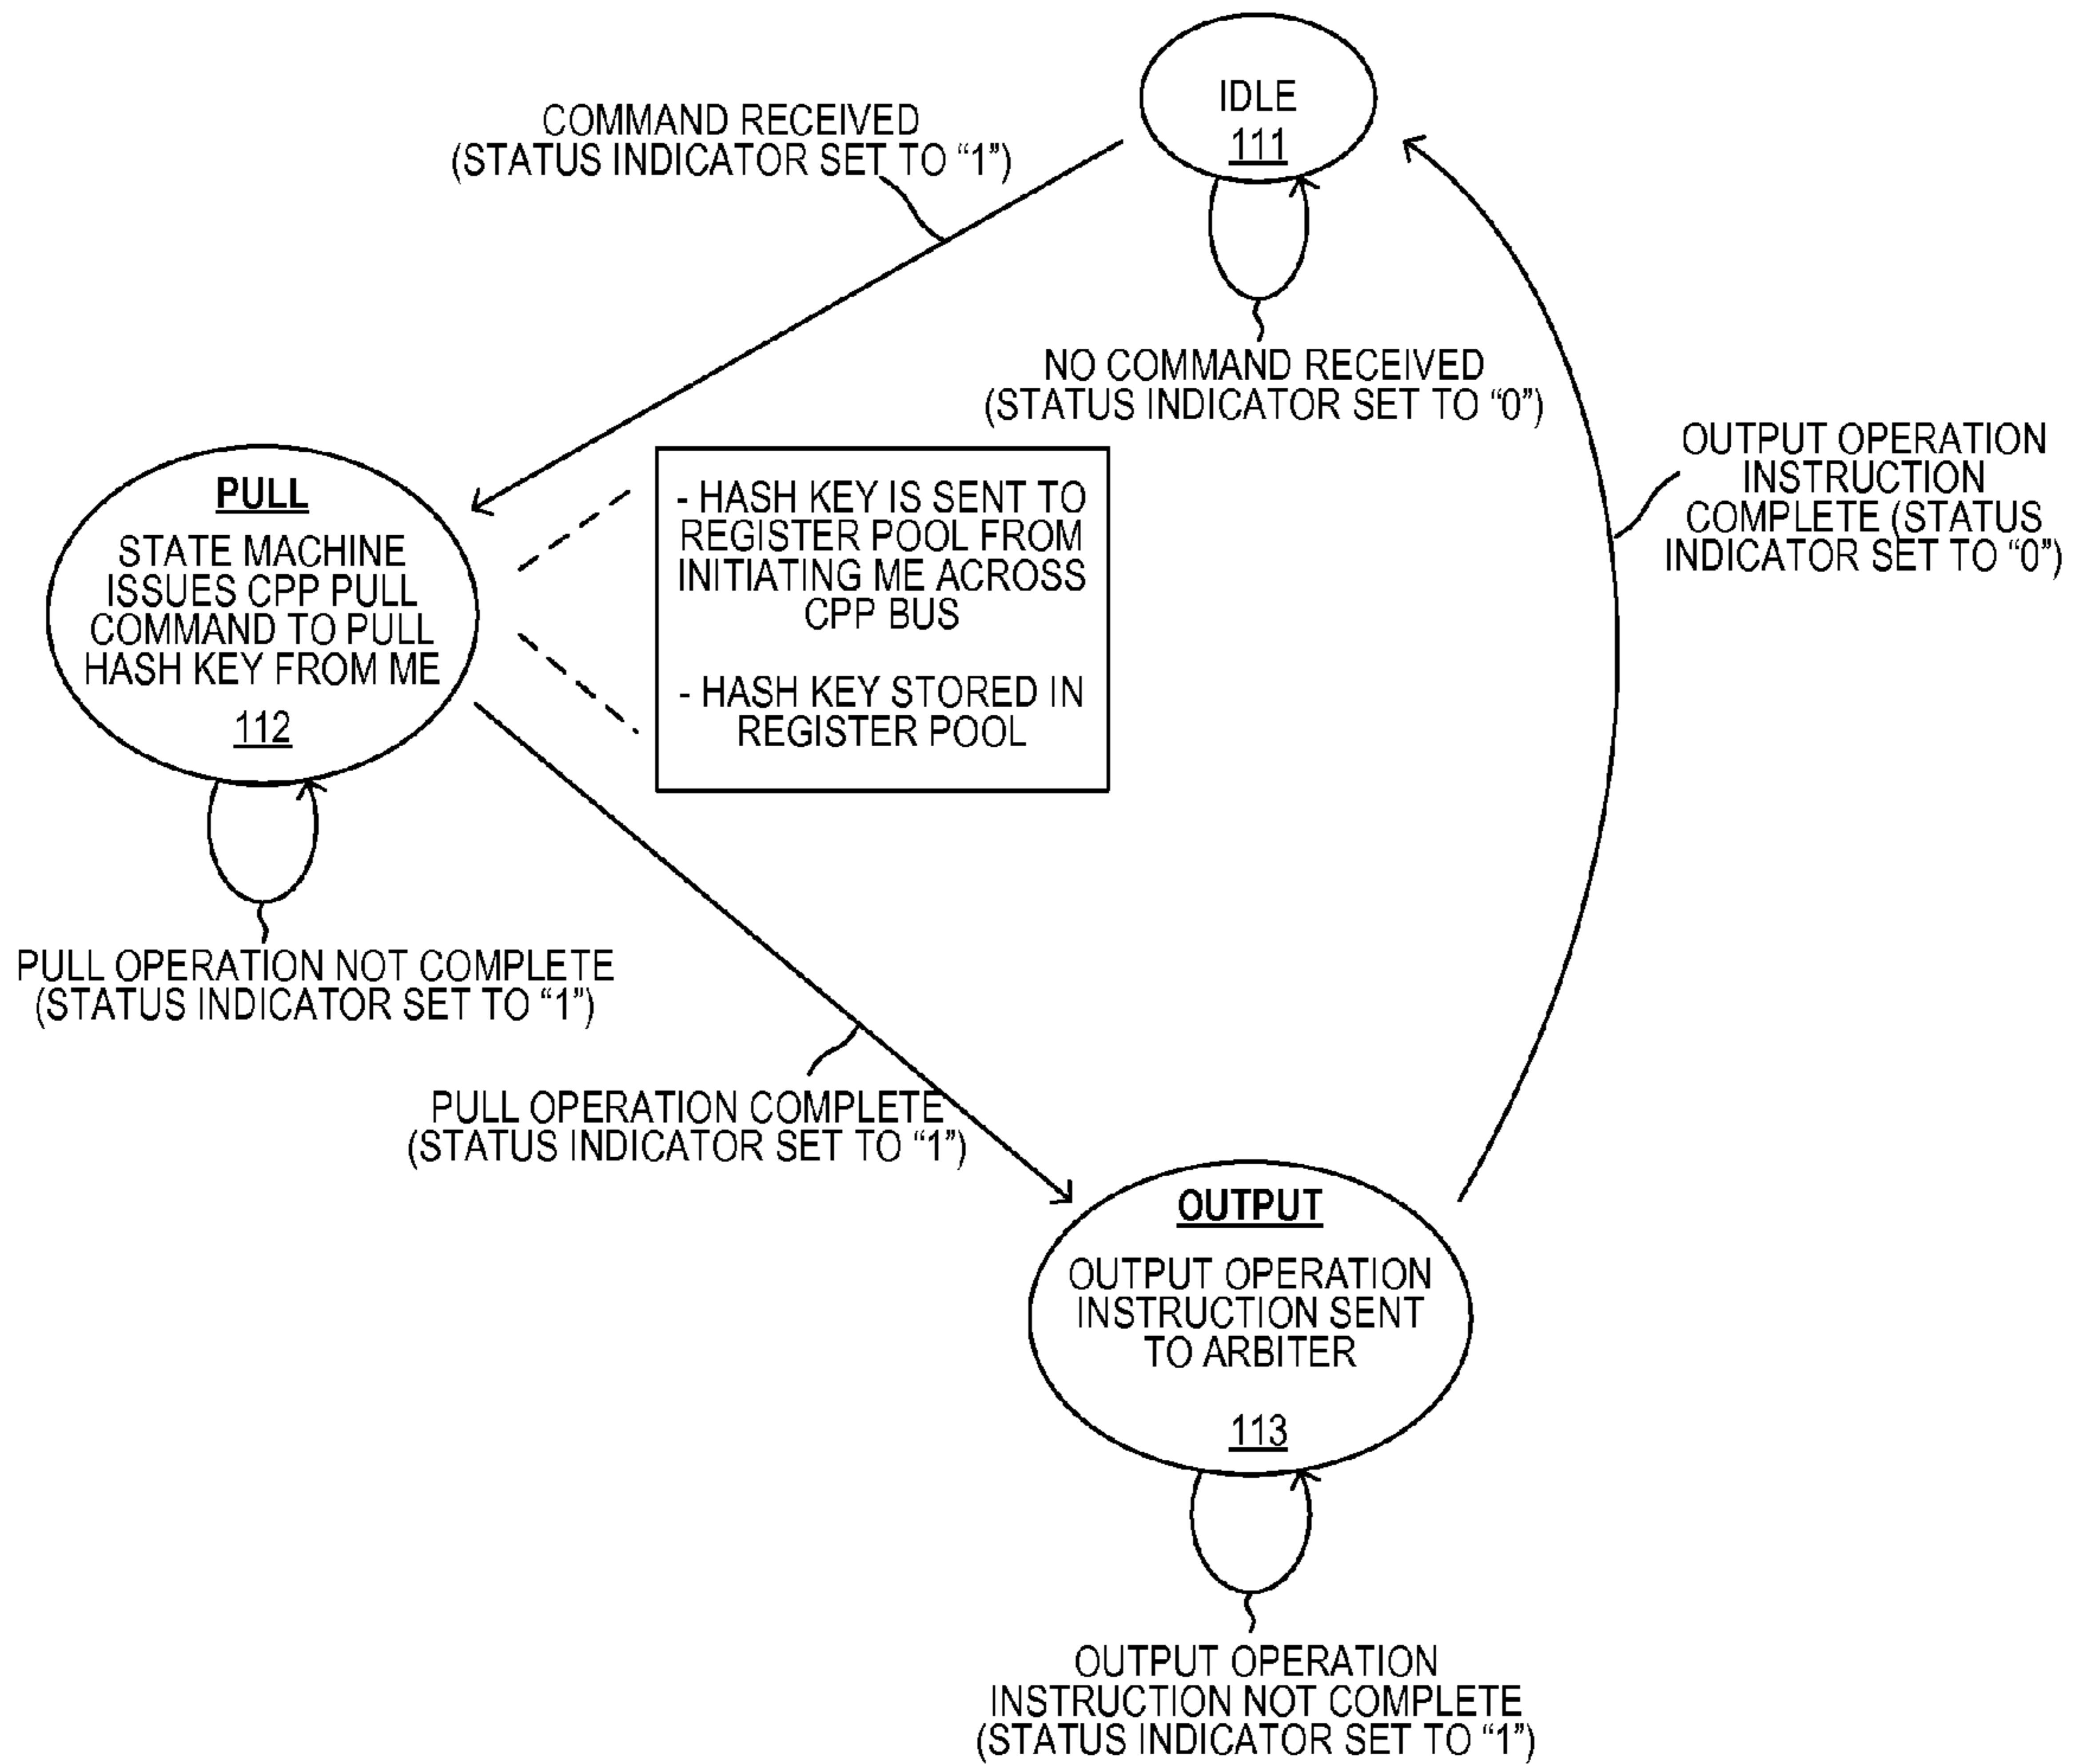 IDLE
111
COMMAND RECEIVED
(STATUS INDICATOR SET TO “1”)
NO COMMAND RECEIVED
(STATUS INDICATOR SET TO “0”)
OUTPUT OPERATION
INSTRUCTION
COMPLETE (STATUS
INDICATOR SET TO “0”)
PULL
STATE MACHINE
ISSUES CPP PULL
COMMAND TO PULL
HASH KEY FROM ME
112
- HASH KEY IS SENT TO
REGISTER POOL FROM
INITIATING ME ACROSS
CPP BUS
- HASH KEY STORED IN
REGISTER POOL
PULL OPERATION NOT COMPLETE
(STATUS INDICATOR SET TO “1”)
PULL OPERATION COMPLETE
(STATUS INDICATOR SET TO “1”)
OUTPUT
OUTPUT OPERATION
INSTRUCTION SENT
TO ARBITER
113
OUTPUT OPERATION
INSTRUCTION NOT COMPLETE
(STATUS INDICATOR SET TO “1”)